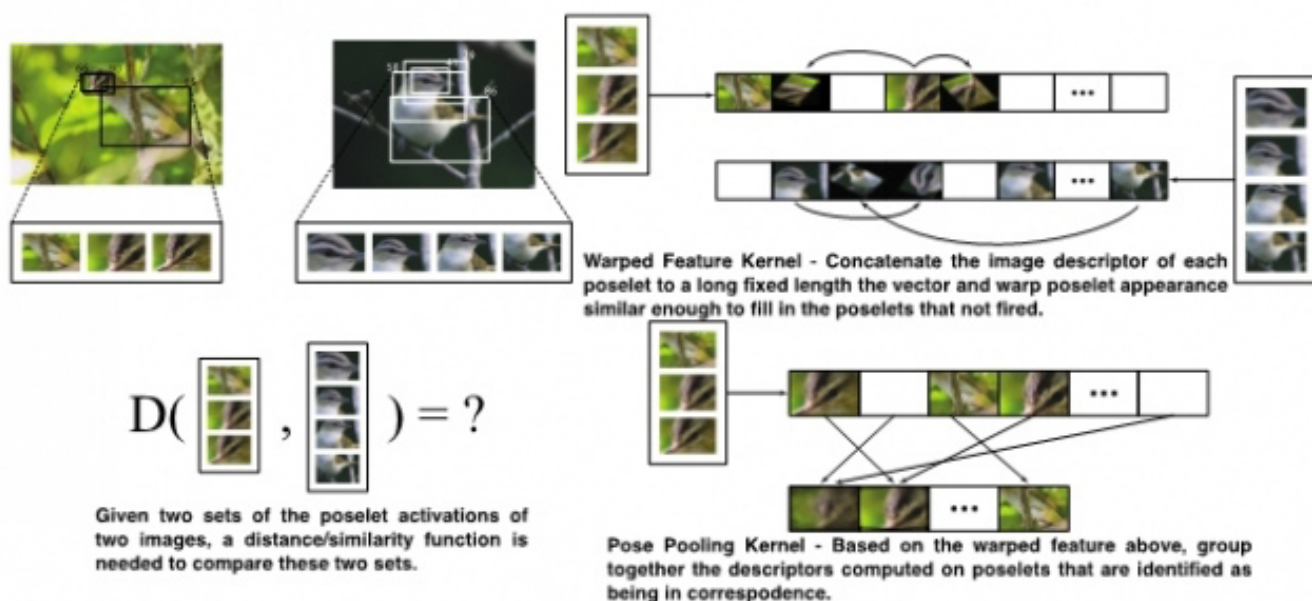 58
86
Warped Feature Kernel - Concatenate the image descriptor of each
poselet to a long fixed length the vector and warp poselet appearance
similar enough to fill in the poselets that not fired.
D( , ) = ?
Given two sets of the poselet activations of
two images, a distance/similarity function is
needed to compare these two sets.
Pose Pooling Kernel - Based on the warped feature above, group
together the descriptors computed on poselets that are identified as
being in correspodence.